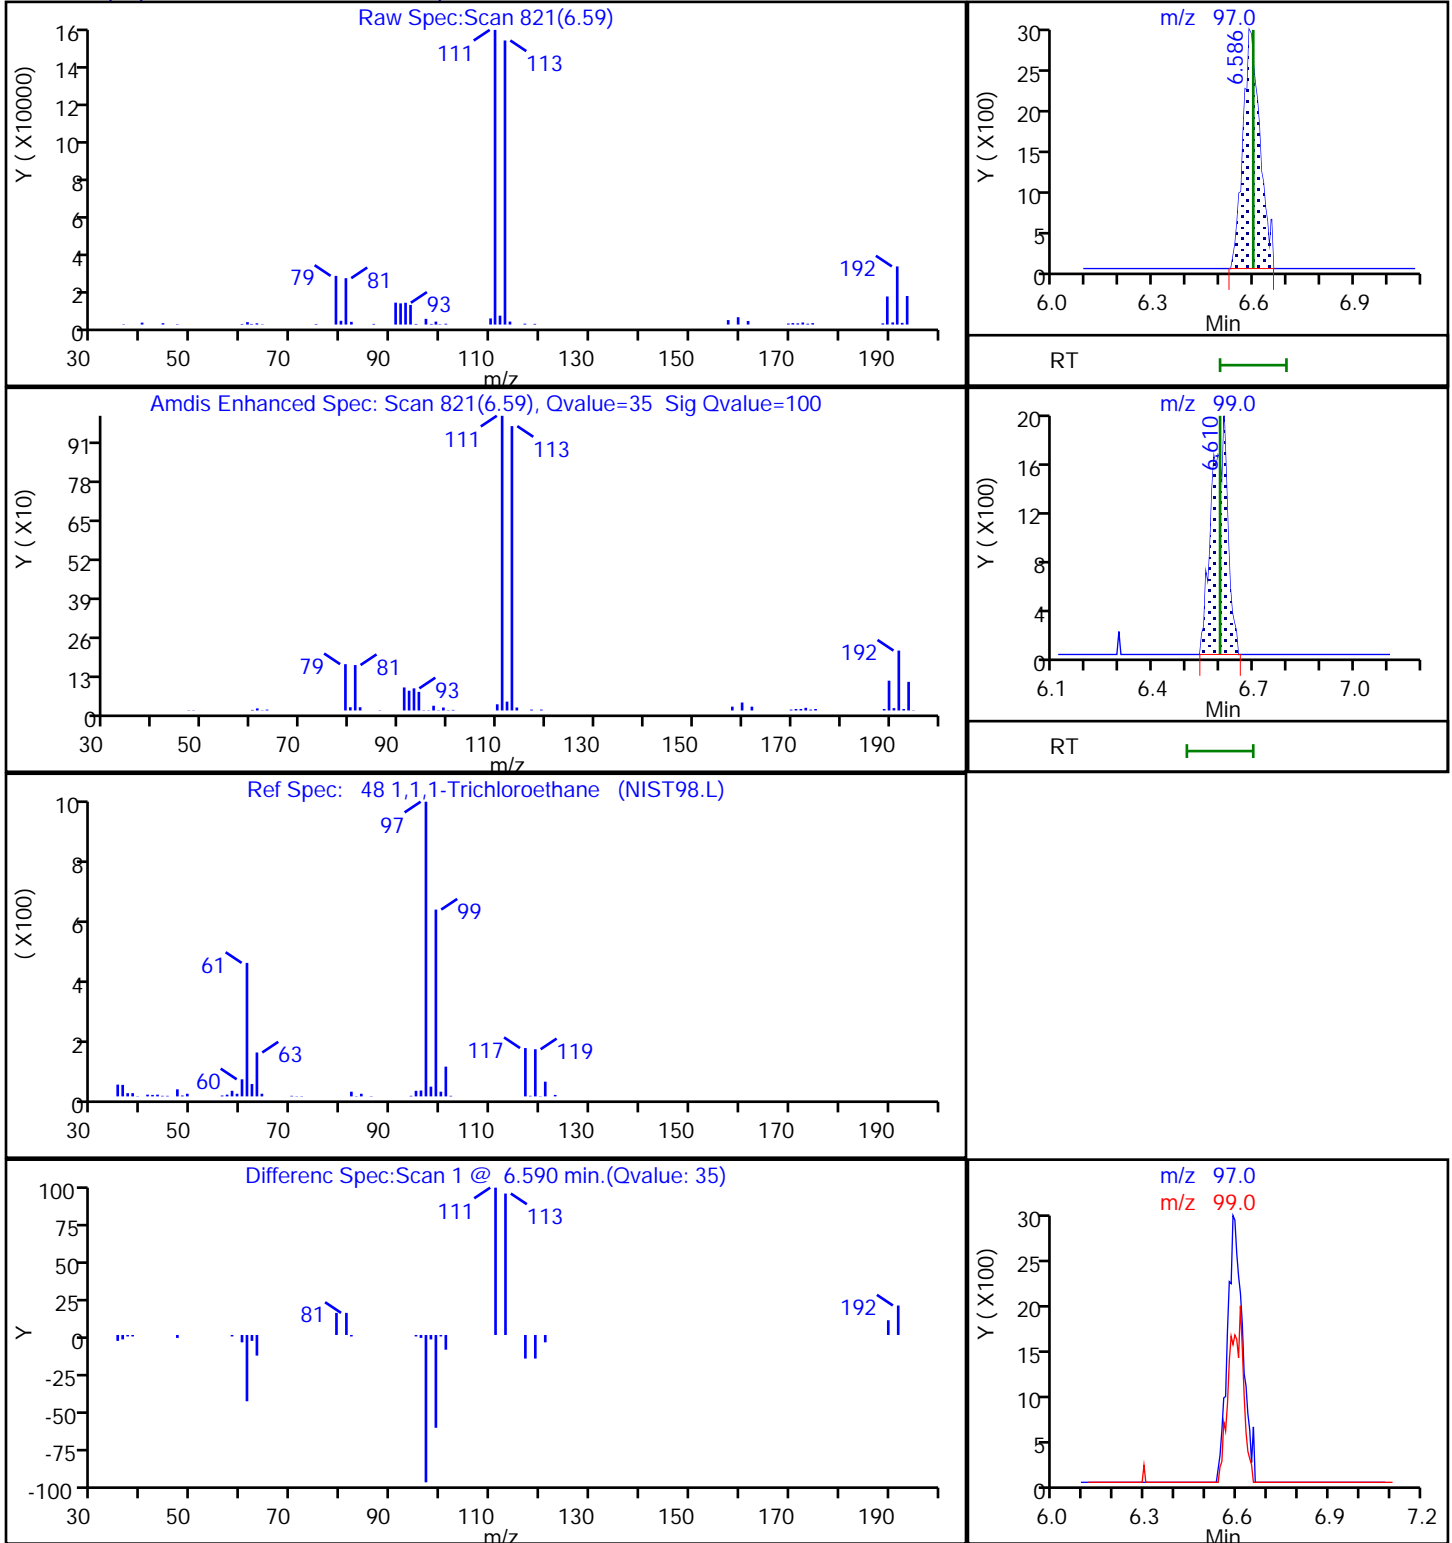 Raw Spec:Scan 821(6.59)
Y ( X10000)
16
14
12
10
8
6
4
2
0
111
113
79
81
93
192
30 50 70 90 110 130 150 170 190
m/z
m/z 97.0
Y ( X100)
30
25
20
15
10
5
0
6.586
6.0 6.3 6.6 6.9
Min
RT
Amdis Enhanced Spec: Scan 821(6.59), Qvalue=35 Sig Qvalue=100
Y ( X10)
91
78
65
52
39
26
13
0
111
113
79
81
93
192
30 50 70 90 110 130 150 170 190
m/z
m/z 99.0
Y ( X100)
20
16
12
8
4
0
6.610
6.1 6.4 6.7 7.0
Min
RT
Ref Spec: 48 1,1,1-Trichloroethane (NIST98.L)
( X100)
10
8
6
4
2
0
97
99
61
63
60
117
119
30 50 70 90 110 130 150 170 190
Differenc Spec:Scan 1 @ 6.590 min.(Qvalue: 35)
Y
100
75
50
25
0
-25
-50
-75
-100
111
113
81
192
30 50 70 90 110 130 150 170 190
m/z
m/z 97.0
m/z 99.0
Y ( X100)
30
25
20
15
10
5
0
6.0 6.3 6.6 6.9 7.2
Min